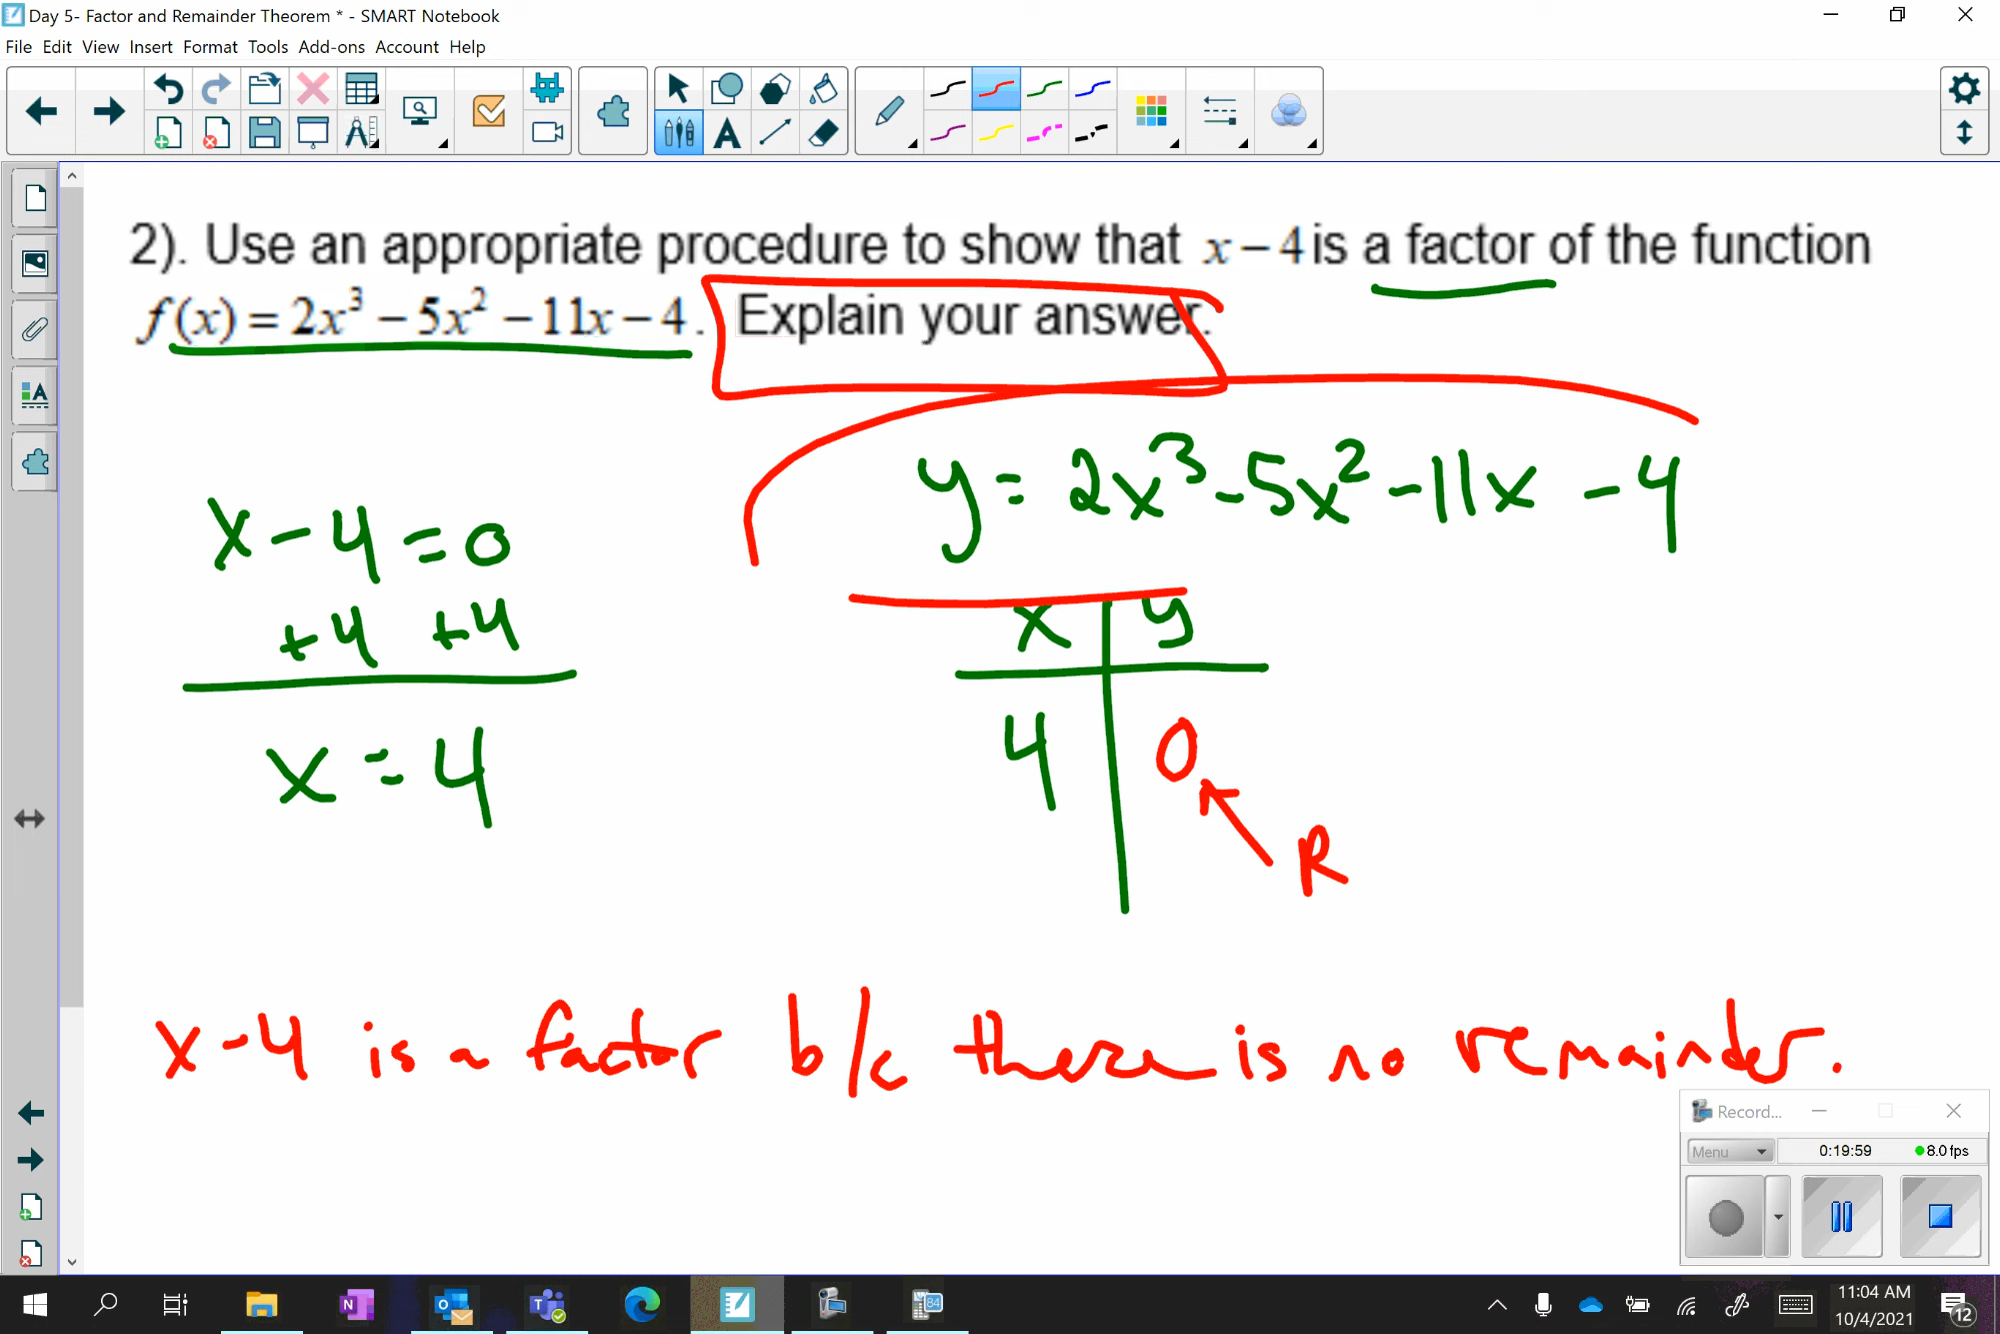 Day 5- Factor and Remainder Theorem * - SMART Notebook
File Edit View Insert Format Tools Add-ons Account Help
2). Use an appropriate procedure to show that x – 4 is a factor of the function
f(x) = 2x³ – 5x² – 11x – 4. Explain your answer.
y = 2x³ - 5x² - 11x - 4
x - 4 = 0
+4 +4
x = 4
x y
4 0
R
x-4 is a factor b/c there is no remainder.
Record...
Menu 0:19:59 8.0 fps
11:04 AM
10/4/2021
12
84